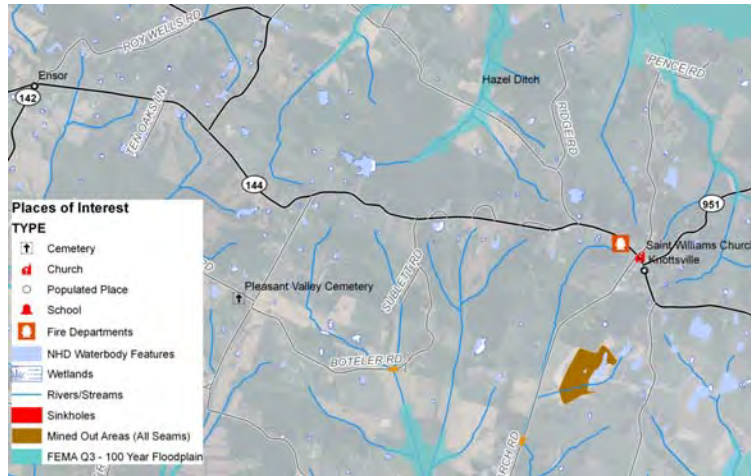 ROY WELLS RD
Ensor
142
TEN OAKS LN
Hazel Ditch
PENCE RD
RIDGE RD
144
951
Saint Williams Church
Knottsville
SUBLETT RD
Pleasant Valley Cemetery
BOTELER RD
RD
Places of Interest
TYPE
Cemetery
Church
Populated Place
School
Fire Departments
NHD Waterbody Features
Wetlands
Rivers/Streams
Sinkholes
Mined Out Areas (All Seams)
FEMA Q3 - 100 Year Floodplain